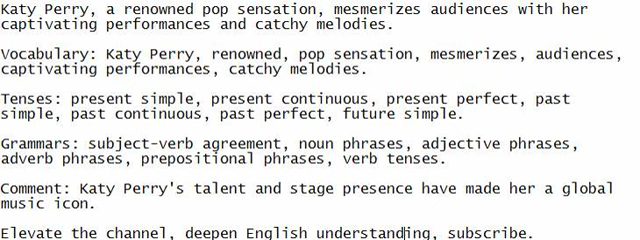 Katy Perry, a renowned pop sensation, mesmerizes audiences with her
captivating performances and catchy melodies.
Vocabulary: Katy Perry, renowned, pop sensation, mesmerizes, audiences,
captivating performances, catchy melodies.
Tenses: present simple, present continuous, present perfect, past
simple, past continuous, past perfect, future simple.
Grammars: subject-verb agreement, noun phrases, adjective phrases,
adverb phrases, prepositional phrases, verb tenses.
Comment: Katy Perry's talent and stage presence have made her a global
music icon.
Elevate the channel, deepen English understanding, subscribe.